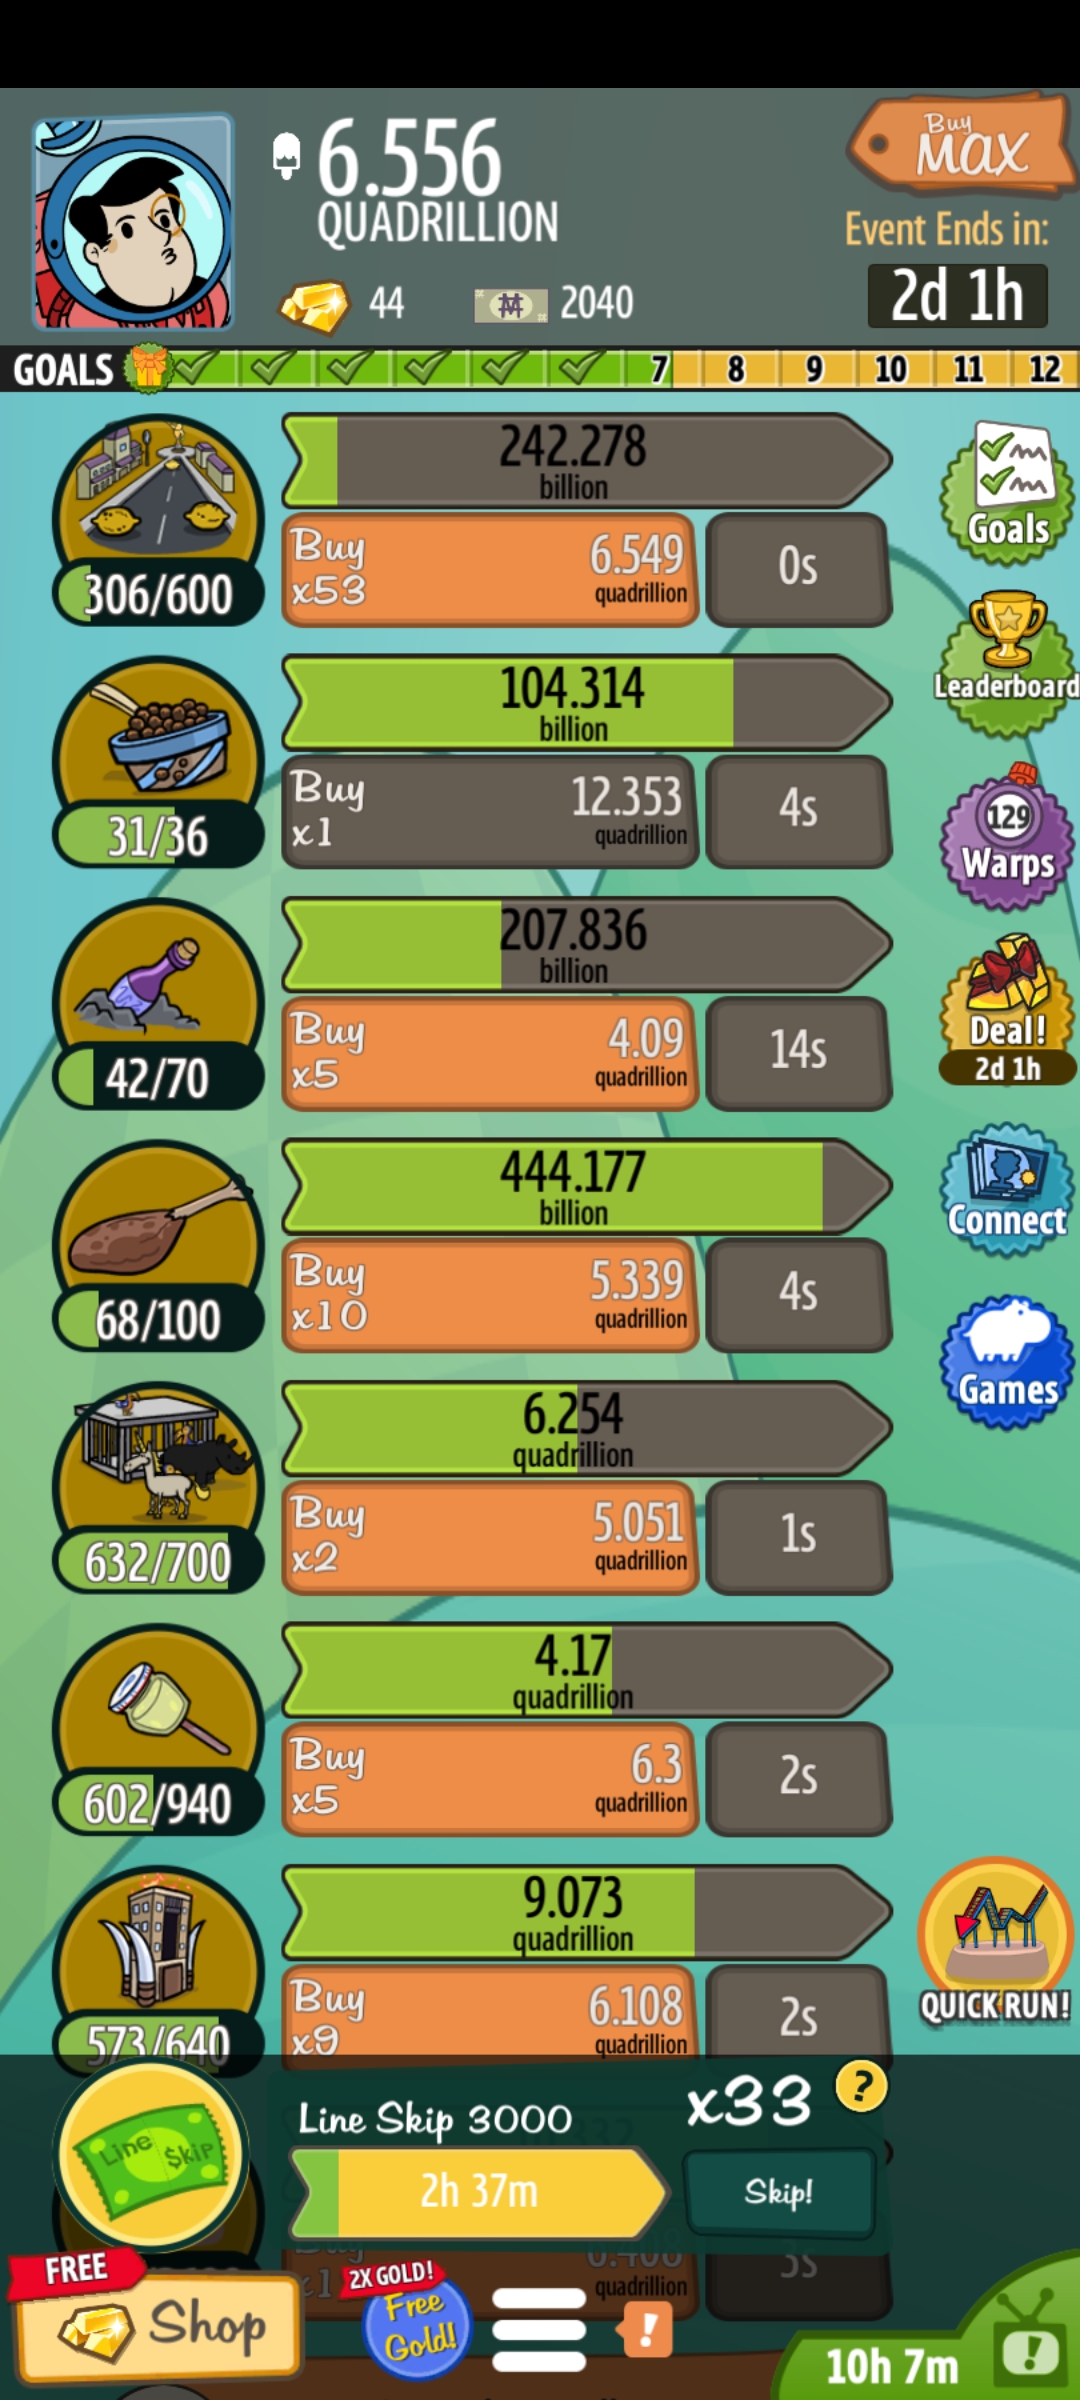 6.556
QUADRILLION
Buy
MAX
Event Ends in:
2d 1h
44
2040
GOALS
7
8
9
10
11
12
242.278
billion
306/600
Buy
x53
6.549
quadrillion
0s
Goals
Leaderboard
104.314
billion
31/36
Buy
x1
12.353
quadrillion
4s
129
Warps
207.836
billion
42/70
Buy
x5
4.09
quadrillion
14s
Deal!
2d 1h
444.177
billion
68/100
Buy
x10
5.339
quadrillion
4s
Connect
Games
6.254
quadrillion
632/700
Buy
x2
5.051
quadrillion
1s
4.17
quadrillion
602/940
Buy
x5
6.3
quadrillion
2s
9.073
quadrillion
573/640
Buy
x9
6.108
quadrillion
2s
QUICK RUN!
Line Skip
Line Skip 3000
x33
?
2h 37m
Skip!
quadrillion
3s
FREE
Shop
2X GOLD!
Free
Gold!
!
10h 7m
!